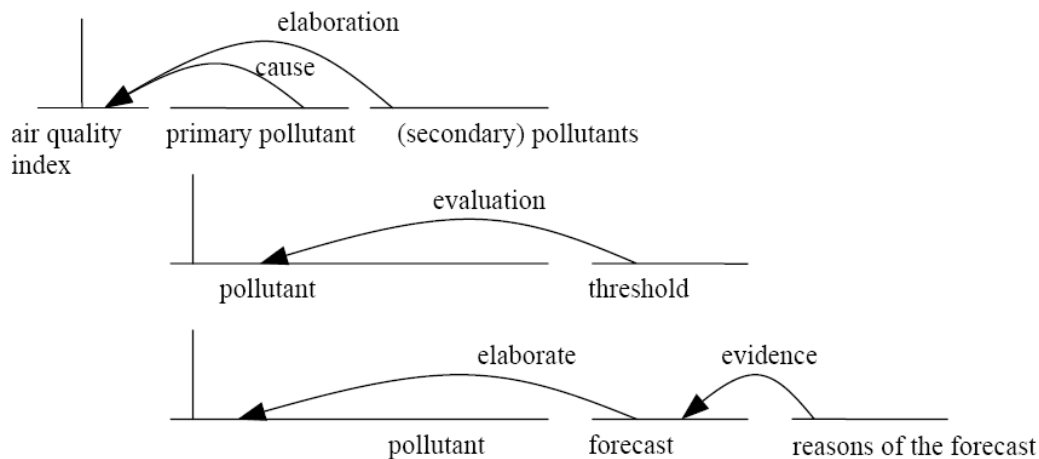 elaboration
cause
air quality
index
primary pollutant
(secondary) pollutants
evaluation
pollutant
threshold
elaborate
evidence
pollutant
forecast
reasons of the forecast